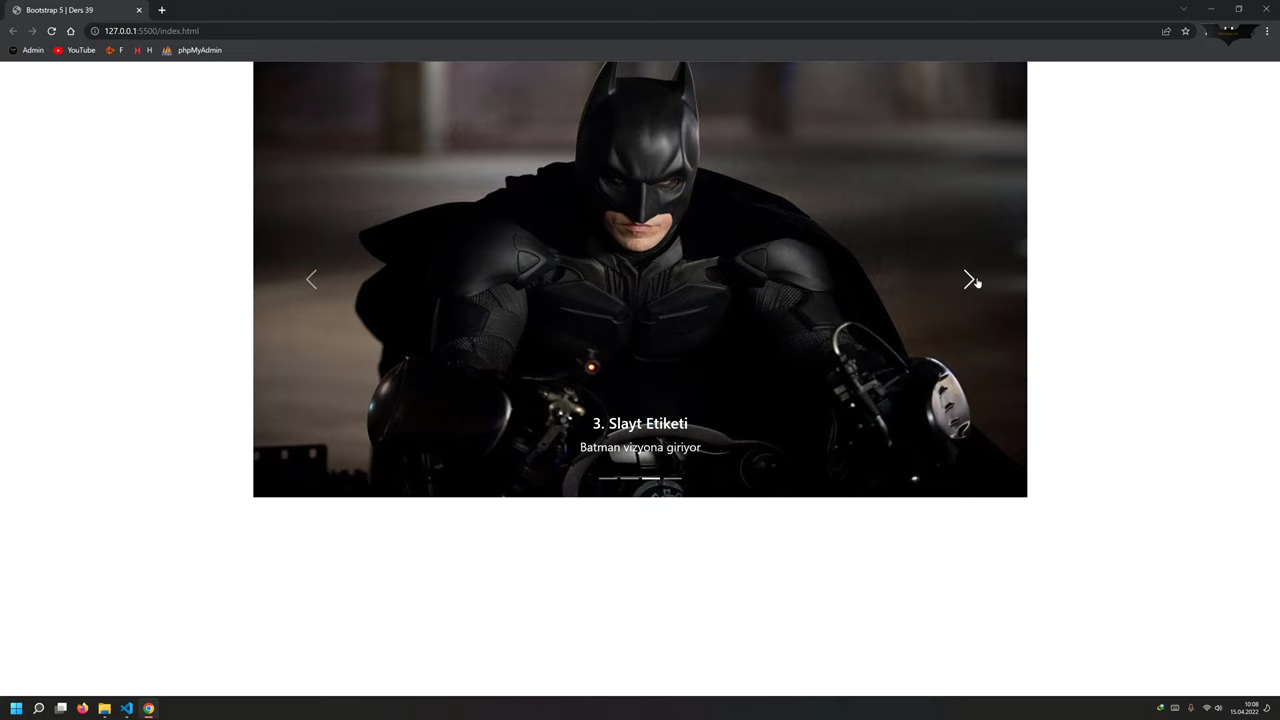 Bootstrap 5 | Ders 39
127.0.0.1:5500/index.html
Admin
YouTube
F
H
phpMyAdmin
3. Slayt Etiketi
Batman vizyona giriyor
10:08
15.04.2022